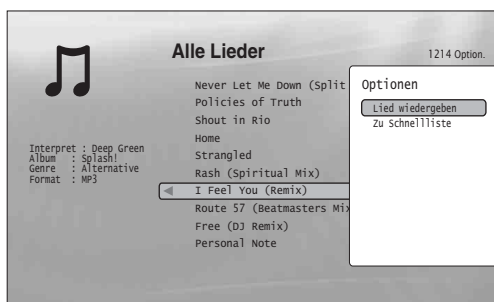 Alle Lieder
1214 Option.
Never Let Me Down (Split
Policies of Truth
Shout in Rio
Home
Strangled
Rash (Spiritual Mix)
I Feel You (Remix)
Route 57 (Beatmasters Mix
Free (DJ Remix)
Personal Note
Interpret : Deep Green
Album : Splash!
Genre : Alternative
Format : MP3
Optionen
Lied wiedergeben
Zu Schnellliste